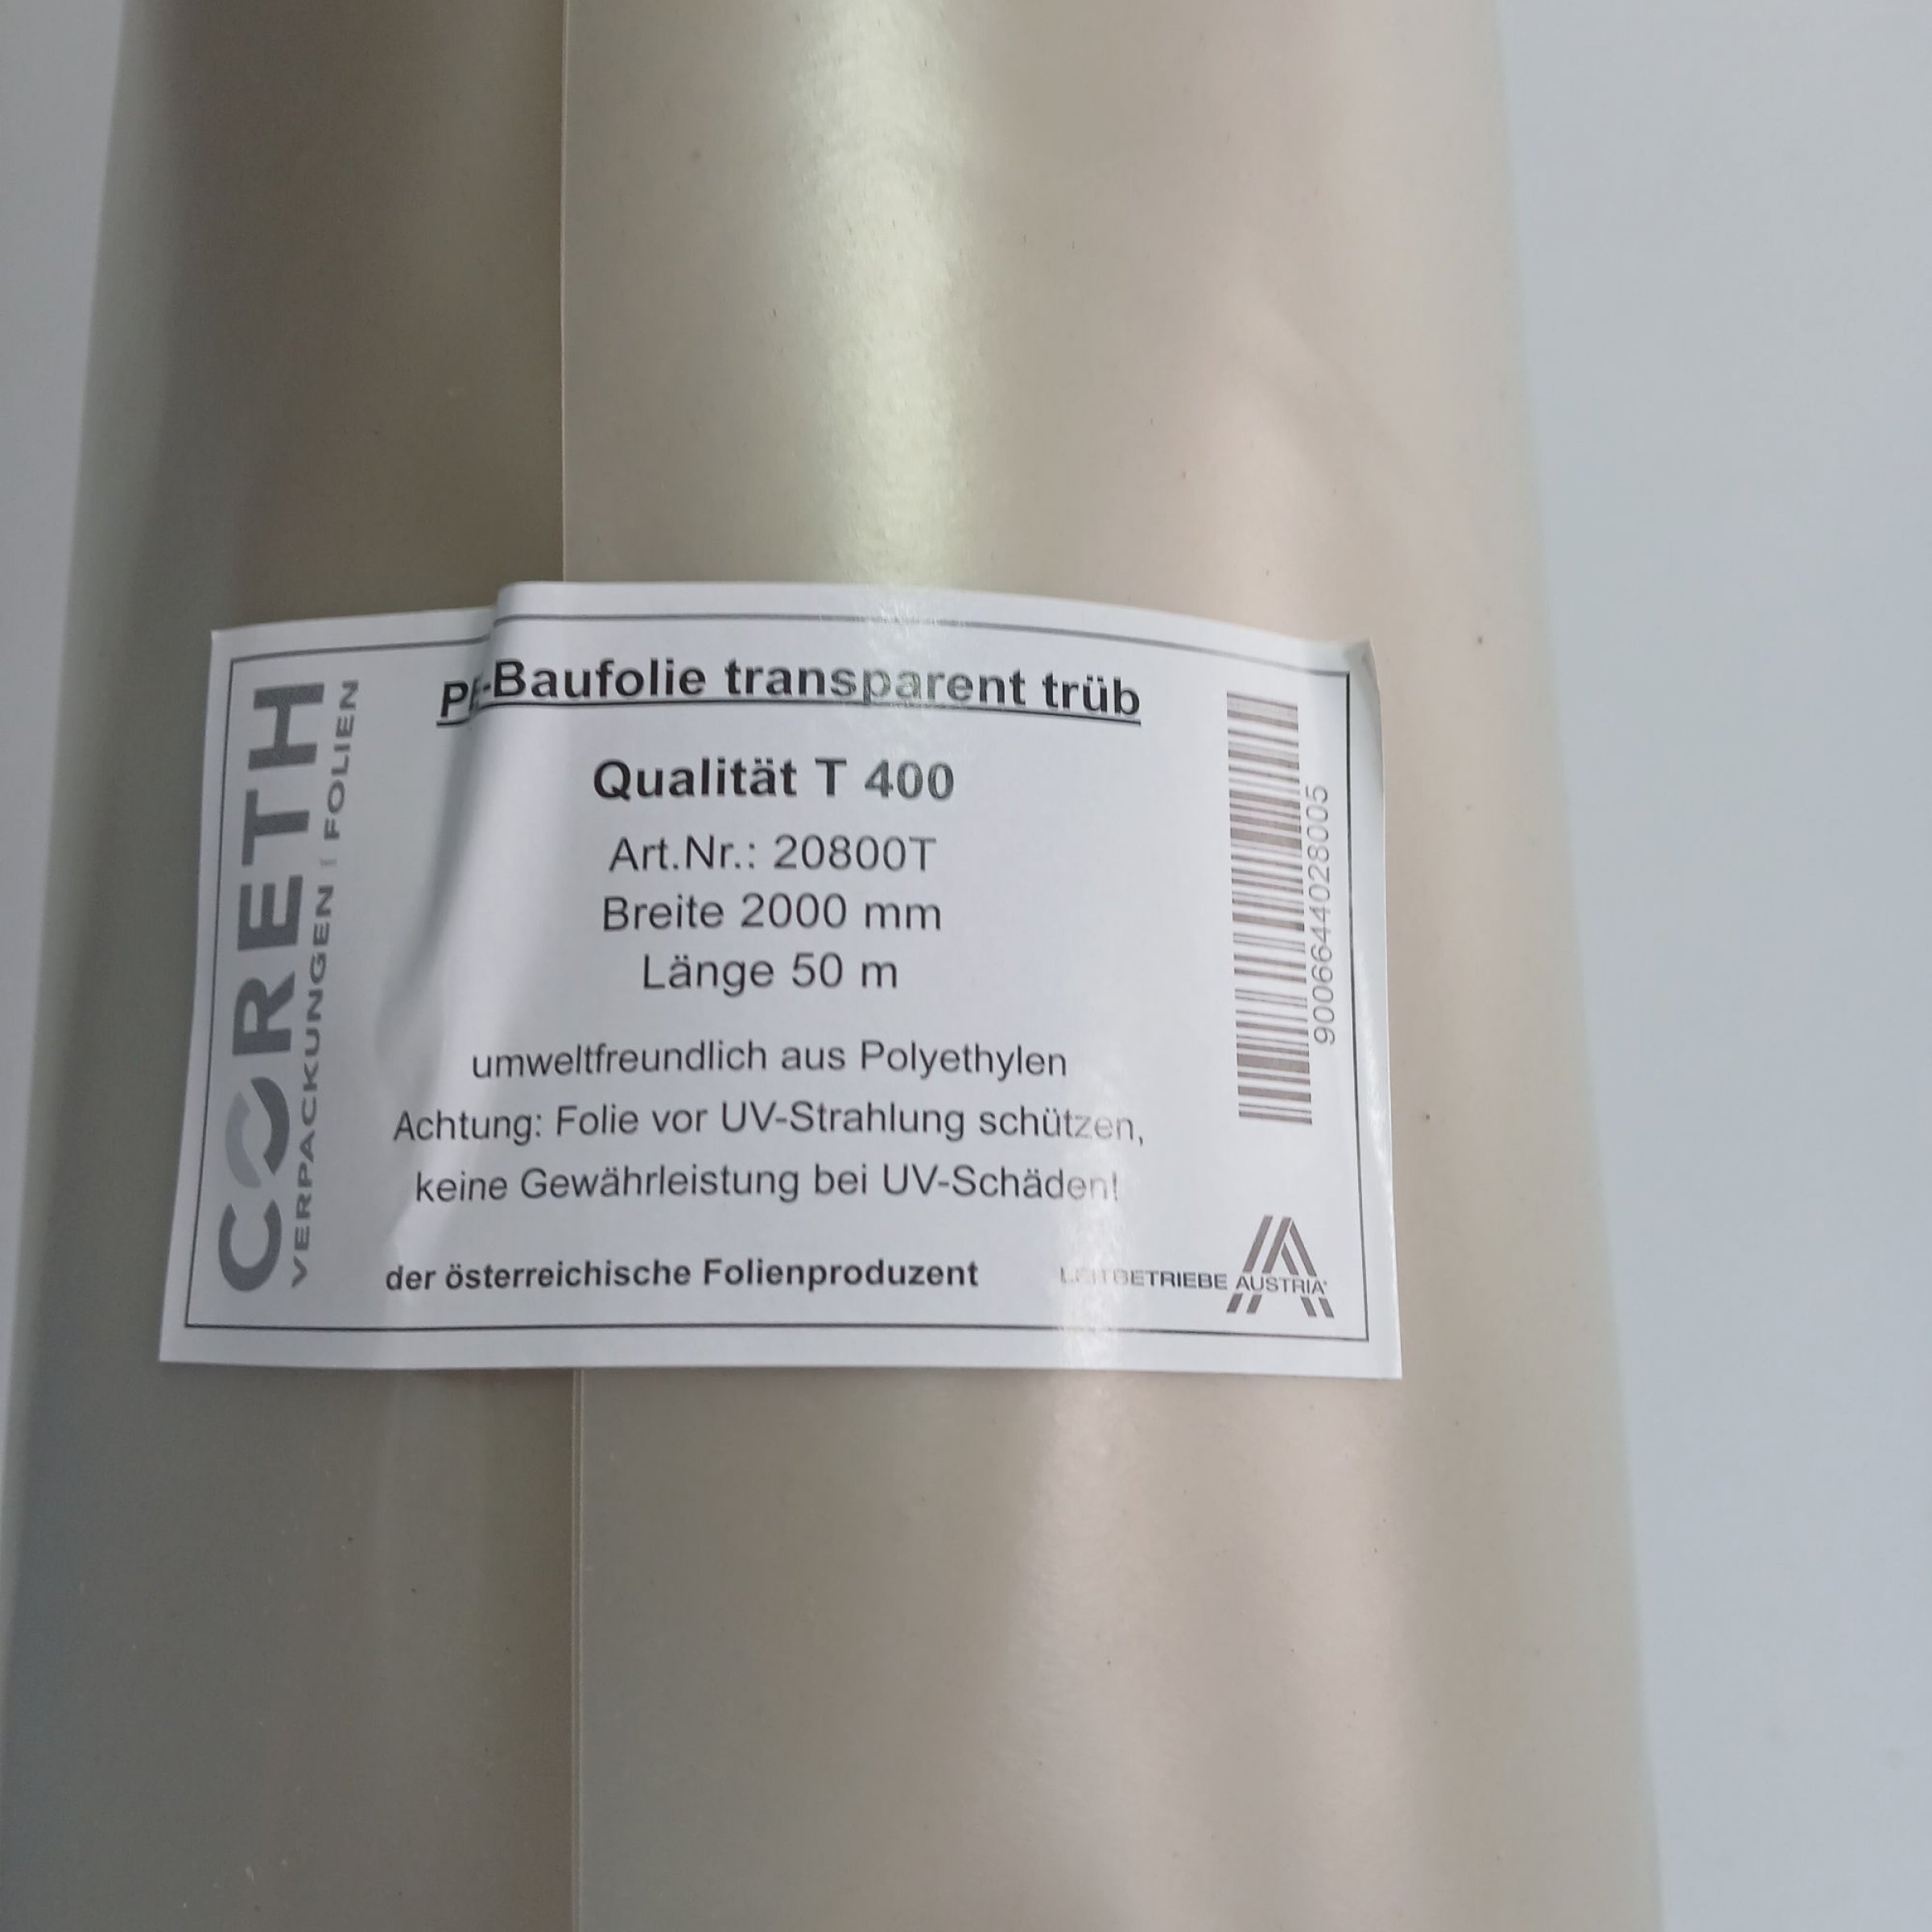 CORETH
VERPACKUNGEN | FOLIEN
PE-Baufolie transparent trüb
Qualität T 400
Art.Nr.: 20800T
Breite 2000 mm
Länge 50 m
umweltfreundlich aus Polyethylen
Achtung: Folie vor UV-Strahlung schützen,
keine Gewährleistung bei UV-Schäden!
der österreichische Folienproduzent
LEITBETRIEBE AUSTRIA
9006644028005